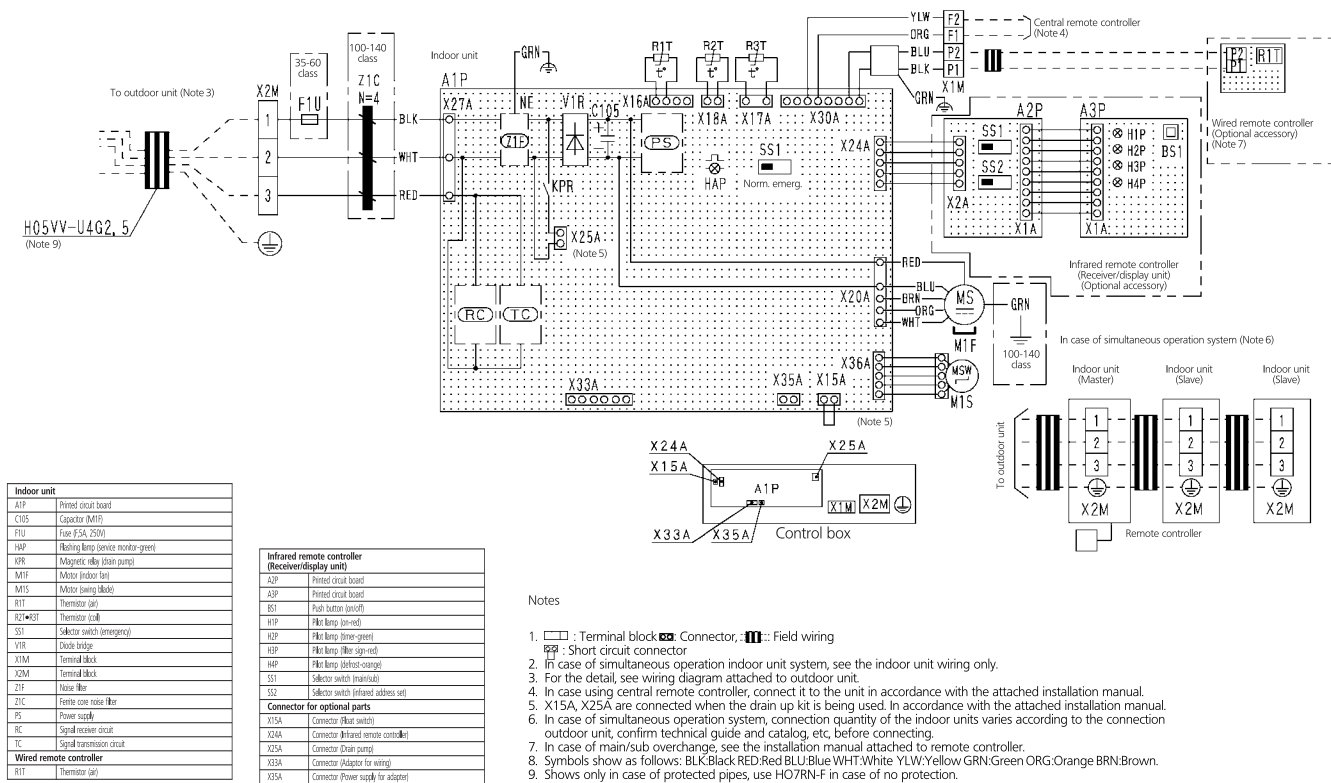 YLW F2
ORG F1
BLU P2
BLK P1
X1M
GRN
Central remote controller
(Note 4)
P2
P1
R1T
Wired remote controller
(Optional accessory)
(Note 7)
To outdoor unit (Note 3)
X2M
1
2
3
35-60
class
F1U
100-140
class
Z1C
N=4
Indoor unit
A1P
X27A
BLK
WHT
RED
GRN
NE
Z1F
V1R
C105
PS
KPR
X25A
(Note 5)
RC
TC
R1T
R2T
R3T
t°
t°
t°
X16A
X18A
X17A
X30A
HAP
SS1
Norm. emerg.
X24A
A2P
SS1
SS2
X2A
X1A
A3P
H1P
H2P
H3P
H4P
BS1
X1A
Infrared remote controller
(Receiver/display unit)
(Optional accessory)
X20A
RED
BLU
BRN
ORG
WHT
MS
M1F
GRN
100-140
class
X36A
MSW
M1S
X33A
X35A
X15A
(Note 5)
H05VV-U4G2,5
(Note 9)
X24A
X15A
X25A
A1P
X1M
X2M
X33A
X35A
Control box
In case of simultaneous operation system (Note 6)
Indoor unit
(Master)
Indoor unit
(Slave)
Indoor unit
(Slave)
To outdoor unit
1
2
3
X2M
1
2
3
X2M
1
2
3
X2M
Remote controller
Indoor unit
A1P Printed circuit board
C105 Capacitor (M1F)
F1U Fuse (F,5A, 250V)
HAP Flashing lamp (service monitor-green)
KPR Magnetic relay (drain pump)
M1F Motor (indoor fan)
M1S Motor (swing blade)
R1T Thermistor (air)
R2T•R3T Thermistor (coil)
SS1 Selector switch (emergency)
V1R Diode bridge
X1M Terminal block
X2M Terminal block
Z1F Noise filter
Z1C Ferrite core noise filter
PS Power supply
RC Signal receiver circuit
TC Signal transmission circuit
Wired remote controller
R1T Thermistor (air)
Infrared remote controller
(Receiver/display unit)
A2P Printed circuit board
A3P Printed circuit board
BS1 Push button (on/off)
H1P Pilot lamp (on-red)
H2P Pilot lamp (timer-green)
H3P Pilot lamp (filter sign-red)
H4P Pilot lamp (defrost-orange)
SS1 Selector switch (main/sub)
SS2 Selector switch (infrared address set)
Connector for optional parts
X15A Connector (Float switch)
X24A Connector (Infrared remote controller)
X25A Connector (Drain pump)
X33A Connector (Adaptor for wiring)
X35A Connector (Power supply for adapter)
Notes
1. : Terminal block : Connector, : Field wiring
: Short circuit connector
2. In case of simultaneous operation indoor unit system, see the indoor unit wiring only.
3. For the detail, see wiring diagram attached to outdoor unit.
4. In case using central remote controller, connect it to the unit in accordance with the attached installation manual.
5. X15A, X25A are connected when the drain up kit is being used. In accordance with the attached installation manual.
6. In case of simultaneous operation system, connection quantity of the indoor units varies according to the connection
outdoor unit, confirm technical guide and catalog, etc, before connecting.
7. In case of main/sub overchange, see the installation manual attached to remote controller.
8. Symbols show as follows: BLK:Black RED:Red BLU:Blue WHT:White YLW:Yellow GRN:Green ORG:Orange BRN:Brown.
9. Shows only in case of protected pipes, use HO7RN-F in case of no protection.